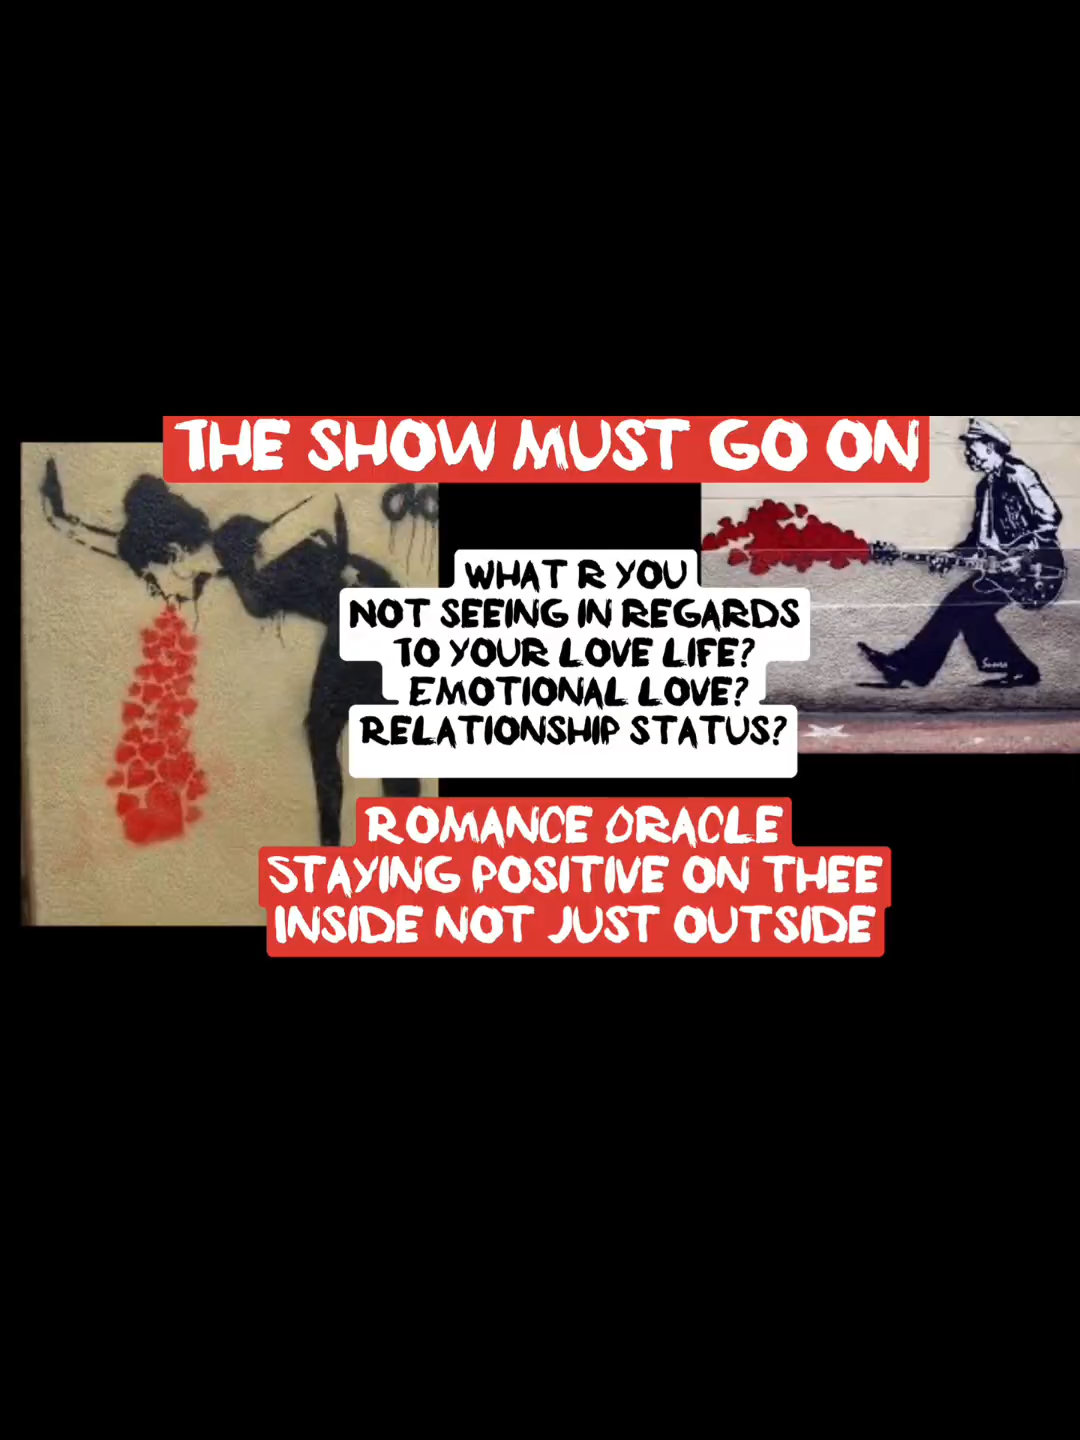 THE SHOW MUST GO ON
WHAT R YOU
NOT SEEING IN REGARDS
TO YOUR LOVE LIFE?
EMOTIONAL LOVE?
RELATIONSHIP STATUS?
ROMANCE ORACLE
STAYING POSITIVE ON THEE
INSIDE NOT JUST OUTSIDE